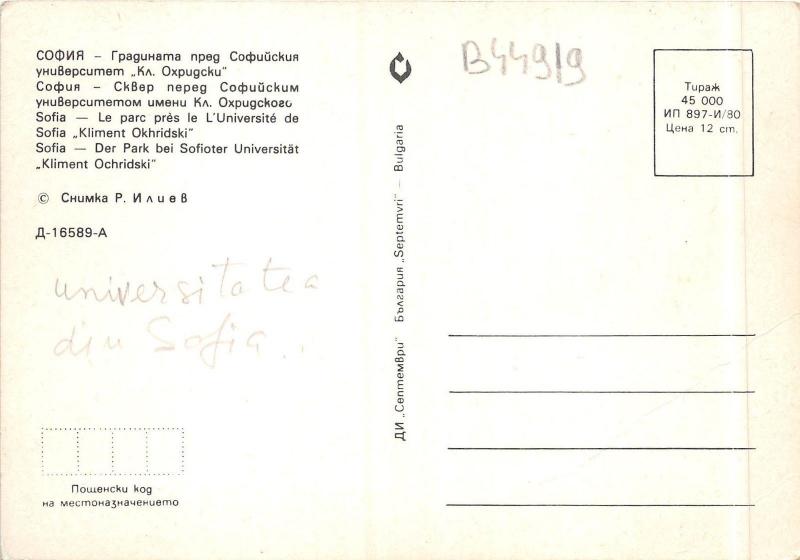 СОФИЯ – Градината пред Софийския
университет „Кл. Охридски“
София – Сквер перед Софийским
университетом имени Кл. Охридского
Sofia — Le parc près le L'Université de
Sofia „Kliment Okhridski“
Sofia — Der Park bei Sofioter Universität
„Kliment Ochridski“
© Снимка Р. Илиев
Д-16589-А
universitatea
din Sofia..
Пощенски код
на местоназначението
ДИ „Септември“ България „Septemvri“ – Bulgaria
B44919
Тираж
45 000
ИП 897-И/80
Цена 12 ст.